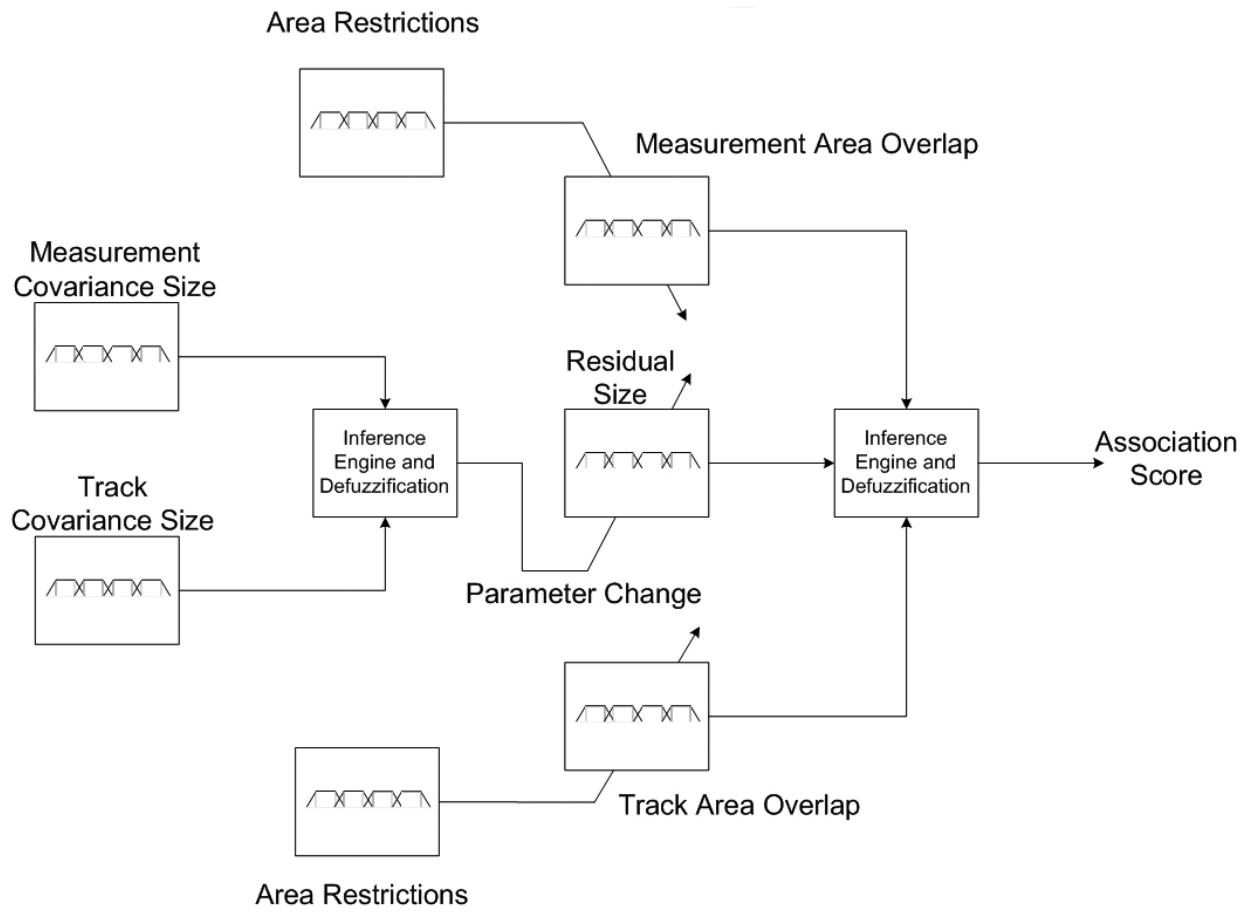 Area Restrictions
Measurement Area Overlap
Measurement
Covariance Size
Residual
Size
Inference
Engine and
Defuzzification
Inference
Engine and
Defuzzification
Association
Score
Track
Covariance Size
Parameter Change
Track Area Overlap
Area Restrictions